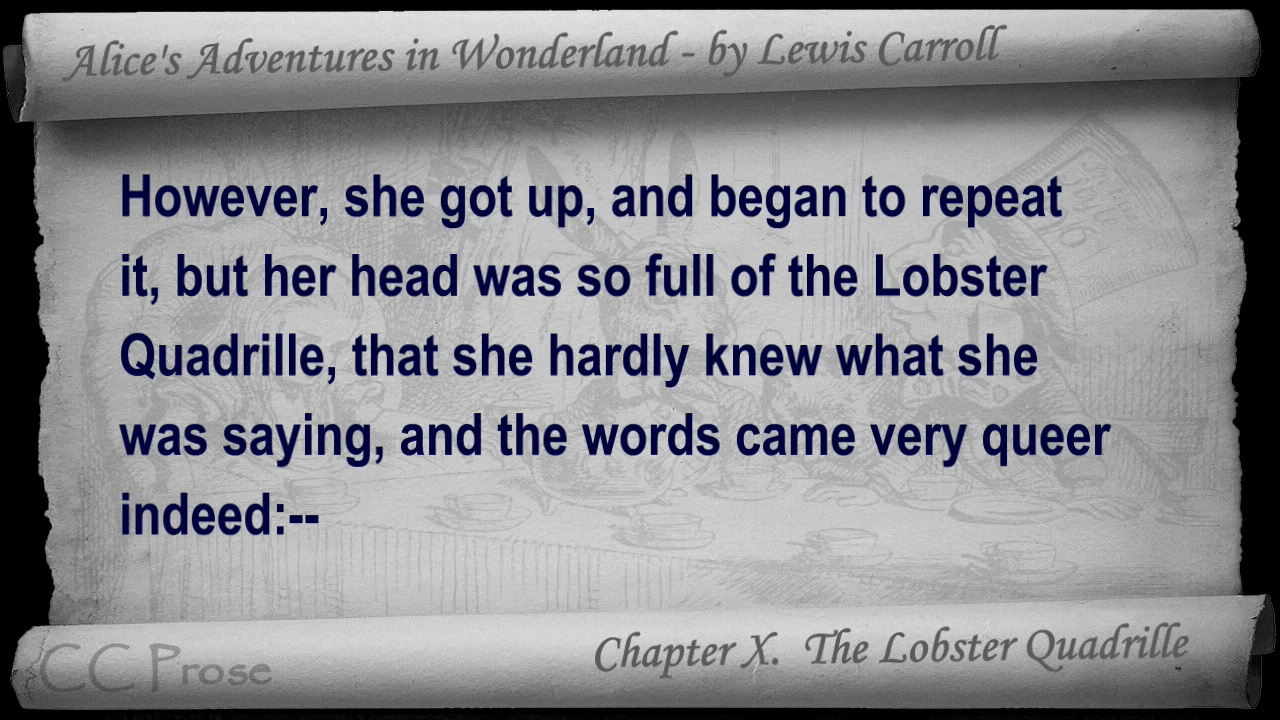 Alice's Adventures in Wonderland - by Lewis Carroll
However, she got up, and began to repeat
it, but her head was so full of the Lobster
Quadrille, that she hardly knew what she
was saying, and the words came very queer
indeed:--
CC Prose
Chapter X. The Lobster Quadrille